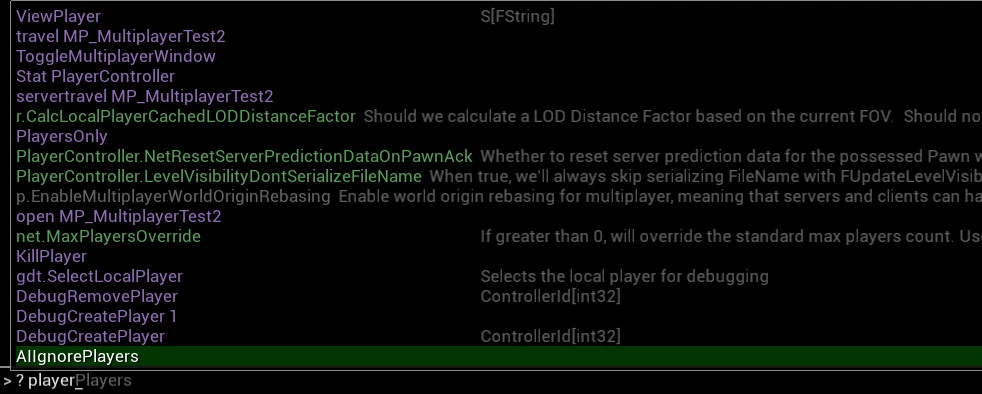 ViewPlayer S[FString]
travel MP_MultiplayerTest2
ToggleMultiplayerWindow
Stat PlayerController
servertravel MP_MultiplayerTest2
r.CalcLocalPlayerCachedLODDistanceFactor Should we calculate a LOD Distance Factor based on the current FOV. Should no
PlayersOnly
PlayerController.NetResetServerPredictionDataOnPawnAck Whether to reset server prediction data for the possessed Pawn w
PlayerController.LevelVisibilityDontSerializeFileName When true, we'll always skip serializing FileName with FUpdateLevelVisib
p.EnableMultiplayerWorldOriginRebasing Enable world origin rebasing for multiplayer, meaning that servers and clients can ha
open MP_MultiplayerTest2
net.MaxPlayersOverride If greater than 0, will override the standard max players count. Use
KillPlayer
gdt.SelectLocalPlayer Selects the local player for debugging
DebugRemovePlayer ControllerId[int32]
DebugCreatePlayer 1
DebugCreatePlayer ControllerId[int32]
AIIgnorePlayers
> ? player_Players